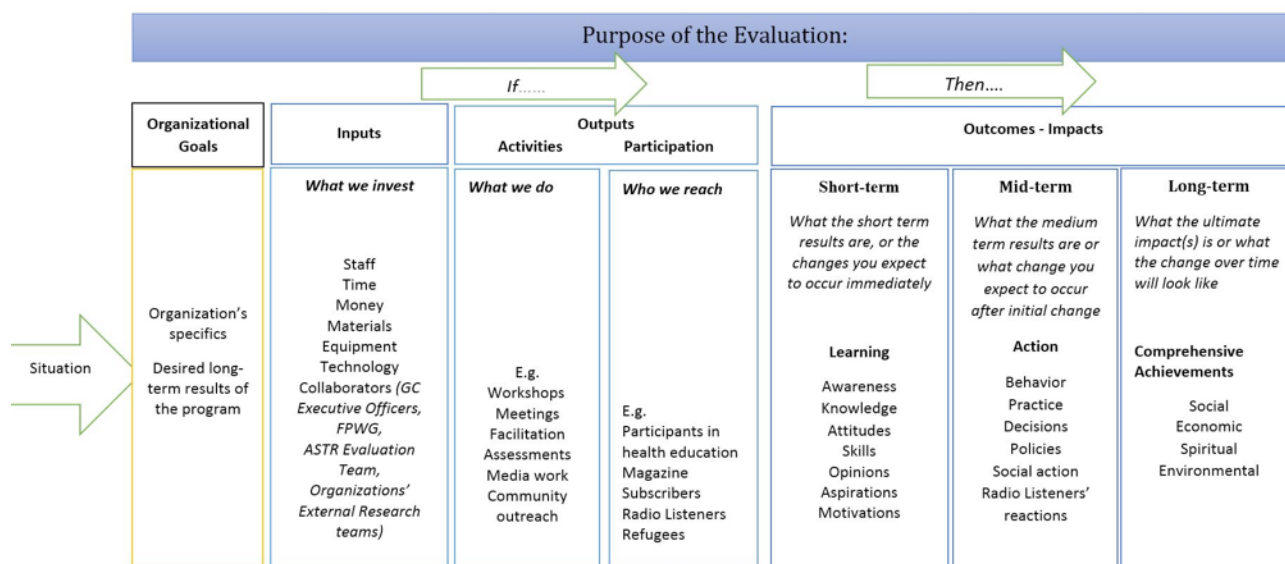 Purpose of the Evaluation:
If......
Then....
Organizational
Goals
Inputs
Outputs
Activities
Participation
Outcomes - Impacts
Situation
Organization's
specifics
Desired long-
term results of
the program
What we invest
Staff
Time
Money
Materials
Equipment
Technology
Collaborators (GC
Executive Officers,
FPWG,
ASTR Evaluation
Team,
Organizations'
External Research
teams)
What we do
E.g.
Workshops
Meetings
Facilitation
Assessments
Media work
Community
outreach
Who we reach
E.g.
Participants in
health education
Magazine
Subscribers
Radio Listeners
Refugees
Short-term
What the short term
results are, or the
changes you expect
to occur immediately
Learning
Awareness
Knowledge
Attitudes
Skills
Opinions
Aspirations
Motivations
Mid-term
What the medium
term results are or
what change you
expect to occur
after initial change
Action
Behavior
Practice
Decisions
Policies
Social action
Radio Listeners'
reactions
Long-term
What the ultimate
impact(s) is or what
the change over time
will look like
Comprehensive
Achievements
Social
Economic
Spiritual
Environmental